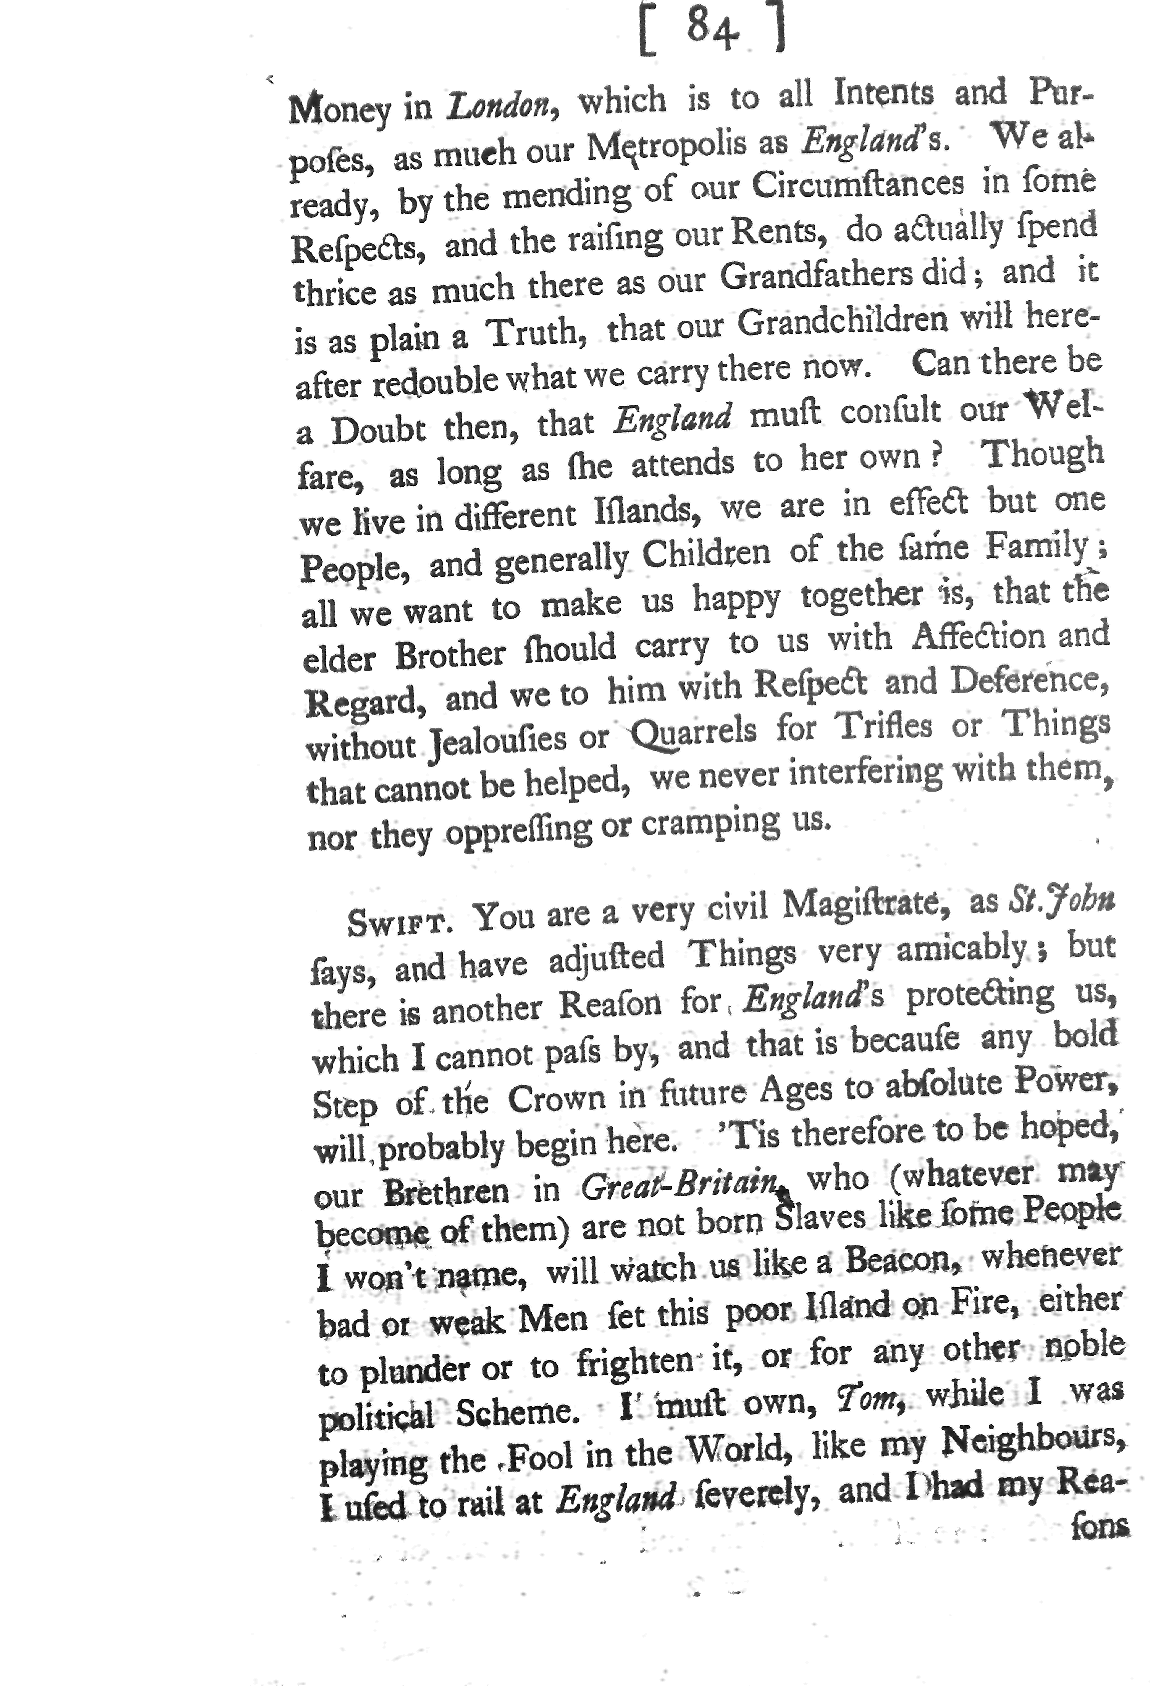 [ 84 ]
Money in London, which is to all Intents and Pur-
poſes, as much our Metropolis as England's. We al-
ready, by the mending of our Circumſtances in ſome
Reſpects, and the raiſing our Rents, do actually ſpend
thrice as much there as our Grandfathers did; and it
is as plain a Truth, that our Grandchildren will here-
after redouble what we carry there now. Can there be
a Doubt then, that England muſt conſult our Wel-
fare, as long as ſhe attends to her own? Though
we live in different Iſlands, we are in effect but one
People, and generally Children of the ſame Family;
all we want to make us happy together is, that the
elder Brother ſhould carry to us with Affection and
Regard, and we to him with Reſpect and Deference,
without Jealouſies or Quarrels for Trifles or Things
that cannot be helped, we never interfering with them,
nor they oppreſſing or cramping us.
SWIFT. You are a very civil Magiſtrate, as St. John
ſays, and have adjuſted Things very amicably; but
there is another Reaſon for England's protecting us,
which I cannot paſs by, and that is becauſe any bold
Step of the Crown in future Ages to abſolute Power,
will probably begin here. 'Tis therefore to be hoped,
our Brethren in Great-Britain, who (whatever may
become of them) are not born Slaves like ſome People
I won't name, will watch us like a Beacon, whenever
bad or weak Men ſet this poor Iſland on Fire, either
to plunder or to frighten it, or for any other noble
political Scheme. I muſt own, Tom, while I was
playing the Fool in the World, like my Neighbours,
I uſed to rail at England ſeverely, and I had my Rea-
ſons